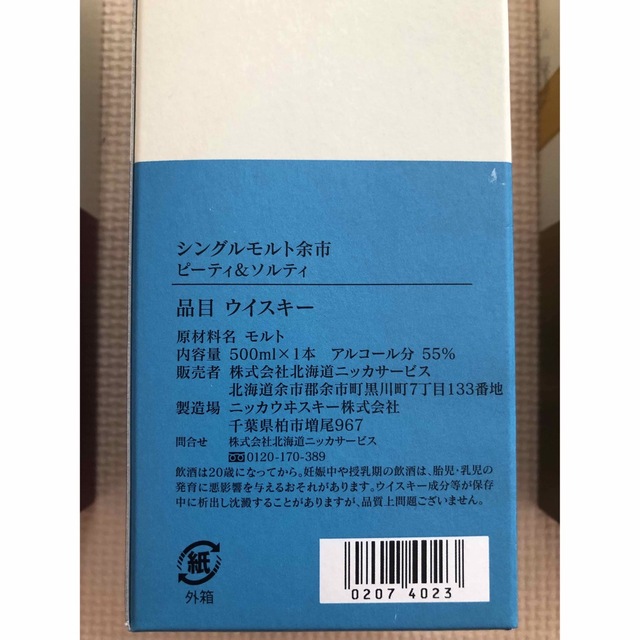 シングルモルト余市
ピーティ&ソルティ
品目 ウイスキー
原材料名 モルト
内容量 500ml×1本 アルコール分 55%
販売者 株式会社北海道ニッカサービス
北海道余市郡余市町黒川町7丁目133番地
製造場 ニッカウヰスキー株式会社
千葉県柏市増尾967
問合せ 株式会社北海道ニッカサービス
0120-170-389
飲酒は20歳になってから。妊娠中や授乳期の飲酒は、胎児・乳児の
発育に悪影響を与えるおそれがあります。ウイスキー成分等が保存
中に析出し沈澱することがありますが、品質上問題ございません。
紙
外箱
0207 4023